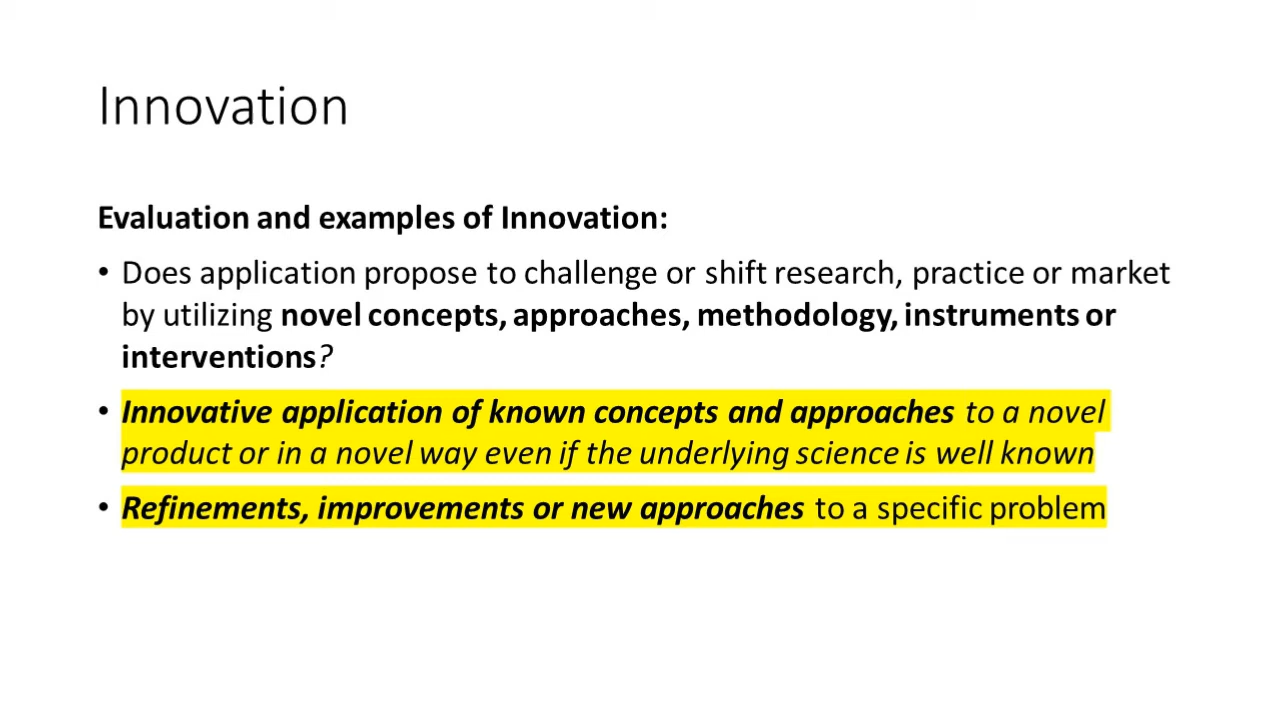 Innovation
Evaluation and examples of Innovation:
• Does application propose to challenge or shift research, practice or market
by utilizing novel concepts, approaches, methodology, instruments or
interventions?
• Innovative application of known concepts and approaches to a novel
product or in a novel way even if the underlying science is well known
• Refinements, improvements or new approaches to a specific problem